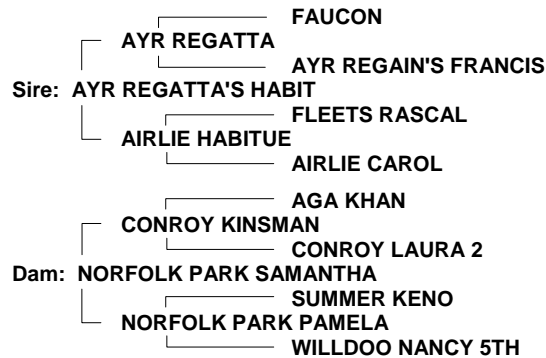 FAUCON
AYR REGATTA
AYR REGAIN'S FRANCIS
Sire: AYR REGATTA'S HABIT
FLEETS RASCAL
AIRLIE HABITUE
AIRLIE CAROL
AGA KHAN
CONROY KINSMAN
CONROY LAURA 2
Dam: NORFOLK PARK SAMANTHA
SUMMER KENO
NORFOLK PARK PAMELA
WILLDOO NANCY 5TH